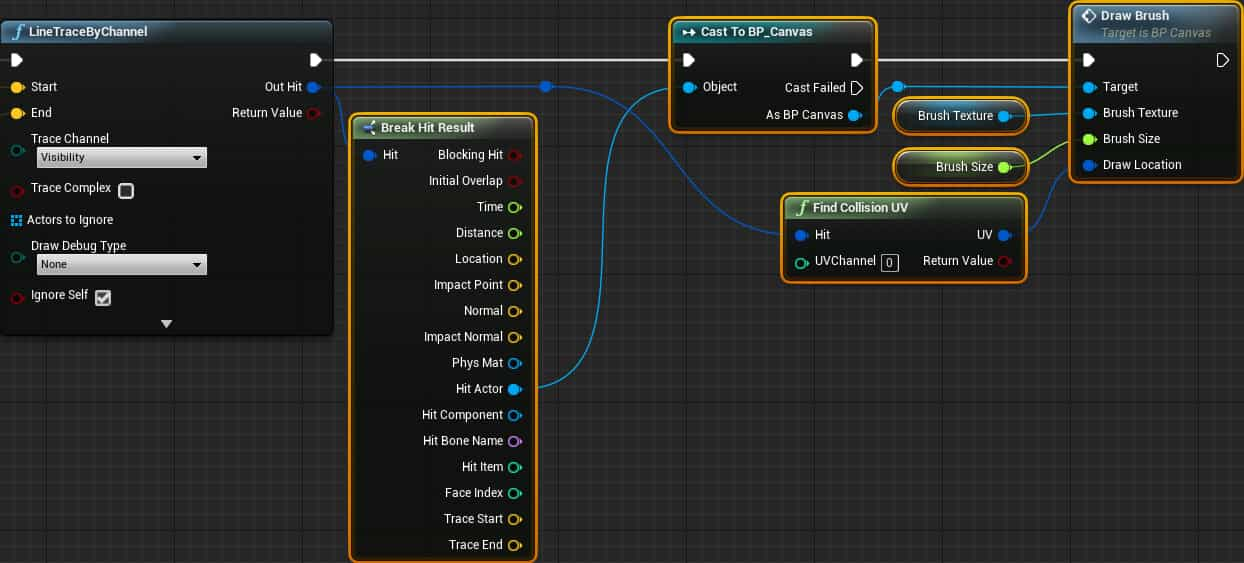 LineTraceByChannel
Start
Out Hit
End
Return Value
Trace Channel
Visibility
Trace Complex
Actors to Ignore
Draw Debug Type
None
Ignore Self
Break Hit Result
Hit
Blocking Hit
Initial Overlap
Time
Distance
Location
Impact Point
Normal
Impact Normal
Phys Mat
Hit Actor
Hit Component
Hit Bone Name
Hit Item
Face Index
Trace Start
Trace End
Cast To BP_Canvas
Object
Cast Failed
As BP Canvas
Brush Texture
Brush Size
Find Collision UV
Hit
UV
UVChannel 0
Return Value
Draw Brush
Target is BP Canvas
Target
Brush Texture
Brush Size
Draw Location